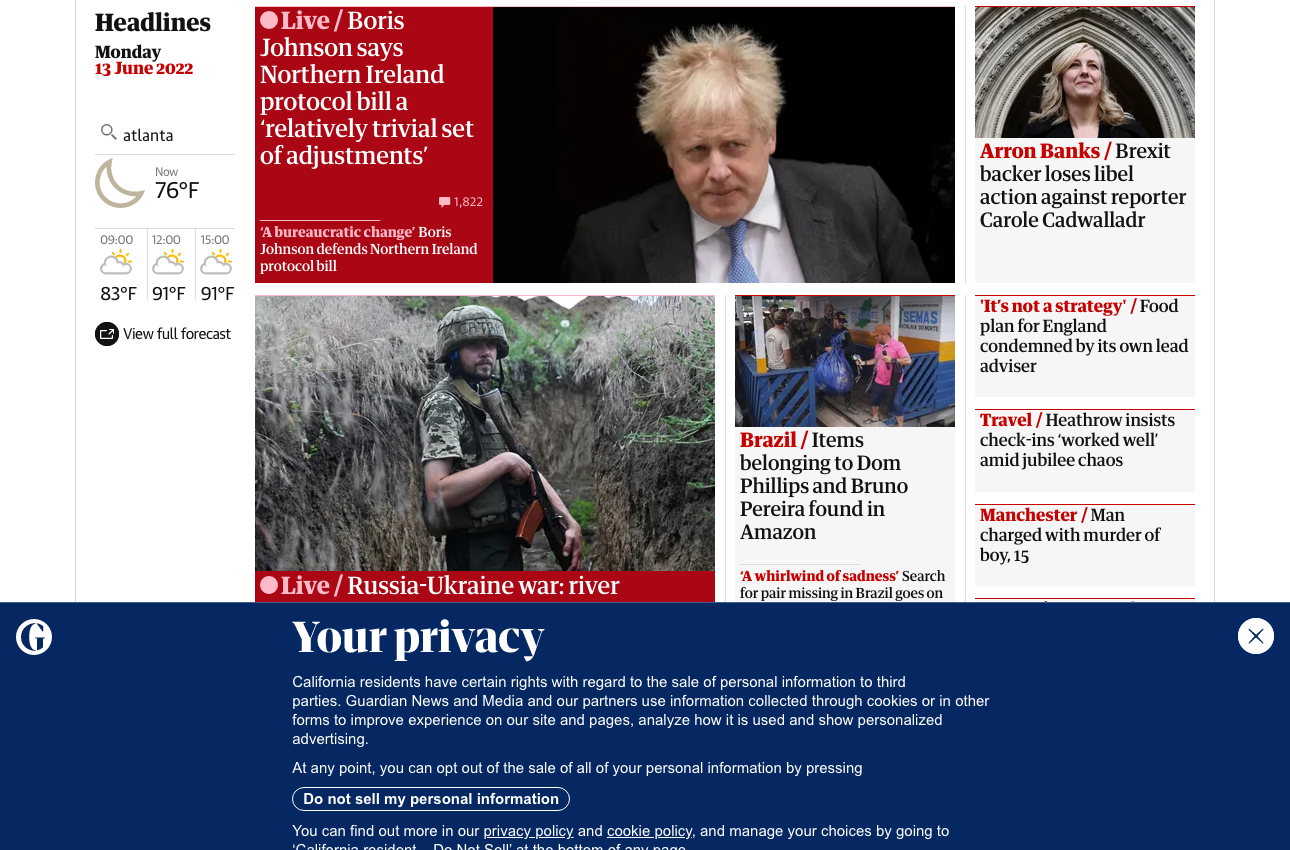 Headlines
Monday
13 June 2022
atlanta
Now
76°F
09:00
12:00
15:00
83°F
91°F
91°F
View full forecast
Live / Boris
Johnson says
Northern Ireland
protocol bill a
‘relatively trivial set
of adjustments’
1,822
‘A bureaucratic change’ Boris
Johnson defends Northern Ireland
protocol bill
Arron Banks / Brexit
backer loses libel
action against reporter
Carole Cadwalladr
Live / Russia-Ukraine war: river
SEMAS
Brazil / Items
belonging to Dom
Phillips and Bruno
Pereira found in
Amazon
‘A whirlwind of sadness’ Search
for pair missing in Brazil goes on
'It’s not a strategy' / Food
plan for England
condemned by its own lead
adviser
Travel / Heathrow insists
check-ins ‘worked well’
amid jubilee chaos
Manchester / Man
charged with murder of
boy, 15
Your privacy
California residents have certain rights with regard to the sale of personal information to third
parties. Guardian News and Media and our partners use information collected through cookies or in other
forms to improve experience on our site and pages, analyze how it is used and show personalized
advertising.
At any point, you can opt out of the sale of all of your personal information by pressing
Do not sell my personal information
You can find out more in our privacy policy and cookie policy, and manage your choices by going to
‘California resident – Do Not Sell’ at the bottom of any page.